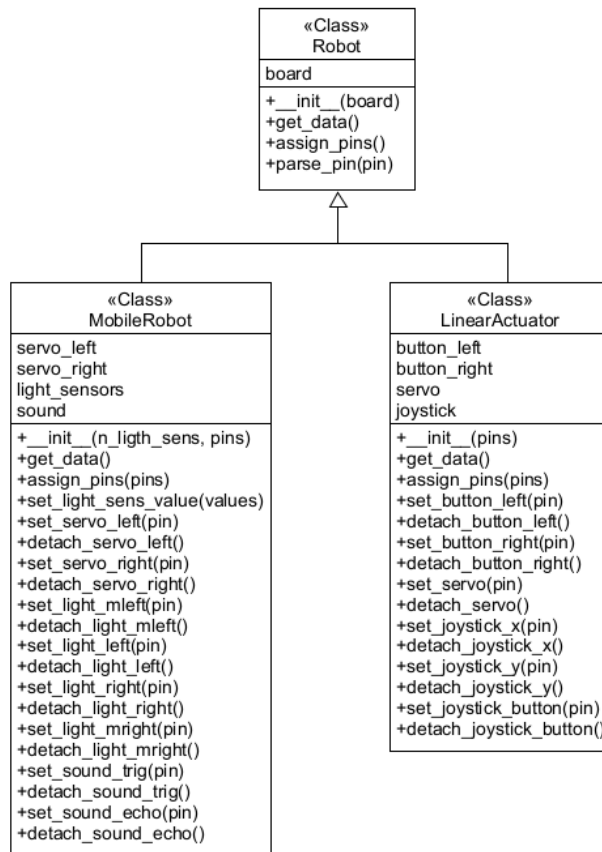 «Class»
Robot
board
+__init__(board)
+get_data()
+assign_pins()
+parse_pin(pin)
«Class»
MobileRobot
servo_left
servo_right
light_sensors
sound
+__init__(n_ligth_sens, pins)
+get_data()
+assign_pins(pins)
+set_light_sens_value(values)
+set_servo_left(pin)
+detach_servo_left()
+set_servo_right(pin)
+detach_servo_right()
+set_light_mleft(pin)
+detach_light_mleft()
+set_light_left(pin)
+detach_light_left()
+set_light_right(pin)
+detach_light_right()
+set_light_mright(pin)
+detach_light_mright()
+set_sound_trig(pin)
+detach_sound_trig()
+set_sound_echo(pin)
+detach_sound_echo()
«Class»
LinearActuator
button_left
button_right
servo
joystick
+__init__(pins)
+get_data()
+assign_pins(pins)
+set_button_left(pin)
+detach_button_left()
+set_button_right(pin)
+detach_button_right()
+set_servo(pin)
+detach_servo()
+set_joystick_x(pin)
+detach_joystick_x()
+set_joystick_y(pin)
+detach_joystick_y()
+set_joystick_button(pin)
+detach_joystick_button()